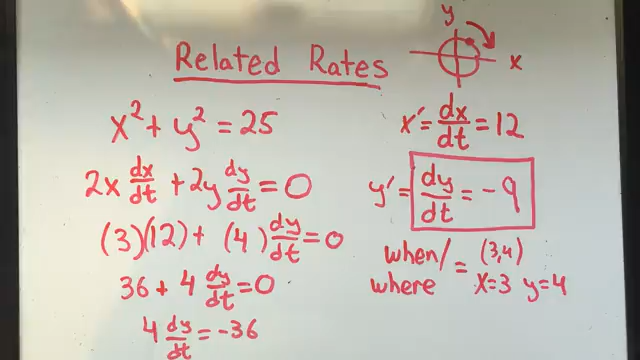 Related Rates
y
x
x² + y² = 25
2x dx/dt + 2y dy/dt = 0
(3)(12) + (4) dy/dt = 0
36 + 4 dy/dt = 0
4 dy/dt = -36
x' = dx/dt = 12
y' = dy/dt = -9
when/where = (3,4)
x=3 y=4